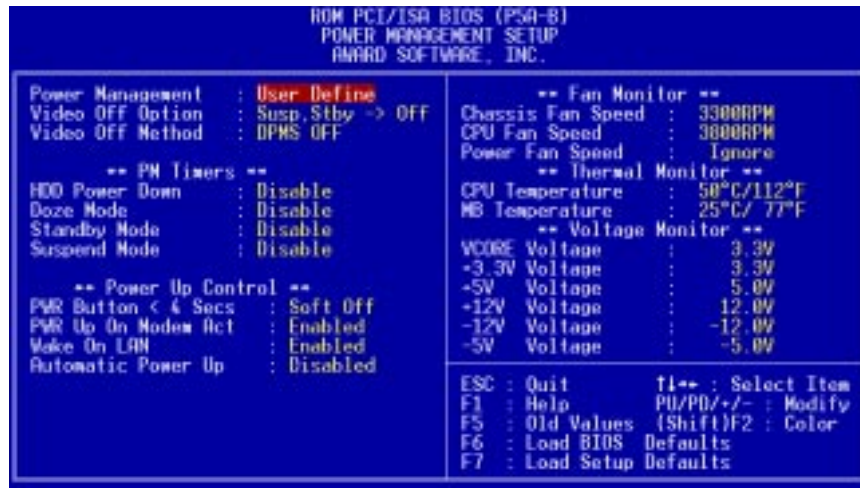 ROM PCI/ISA BIOS (P5A-B)
POWER MANAGEMENT SETUP
AWARD SOFTWARE, INC.
Power Management : User Define
Video Off Option : Susp,Stby -> Off
Video Off Method : DPMS OFF
** PM Timers **
HDD Power Down : Disable
Doze Mode : Disable
Standby Mode : Disable
Suspend Mode : Disable
** Power Up Control **
PWR Button < 4 Secs : Soft Off
PWR Up On Modem Act : Enabled
Wake On LAN : Enabled
Automatic Power Up : Disabled
** Fan Monitor **
Chassis Fan Speed : 3300RPM
CPU Fan Speed : 3800RPM
Power Fan Speed : Ignore
** Thermal Monitor **
CPU Temperature : 50°C/112°F
MB Temperature : 25°C/ 77°F
** Voltage Monitor **
VCORE Voltage : 3.3V
+3.3V Voltage : 3.3V
+5V Voltage : 5.0V
+12V Voltage : 12.0V
-12V Voltage : -12.0V
-5V Voltage : -5.0V
ESC : Quit ↑↓→← : Select Item
F1 : Help PU/PD/+/- : Modify
F5 : Old Values (Shift)F2 : Color
F6 : Load BIOS Defaults
F7 : Load Setup Defaults